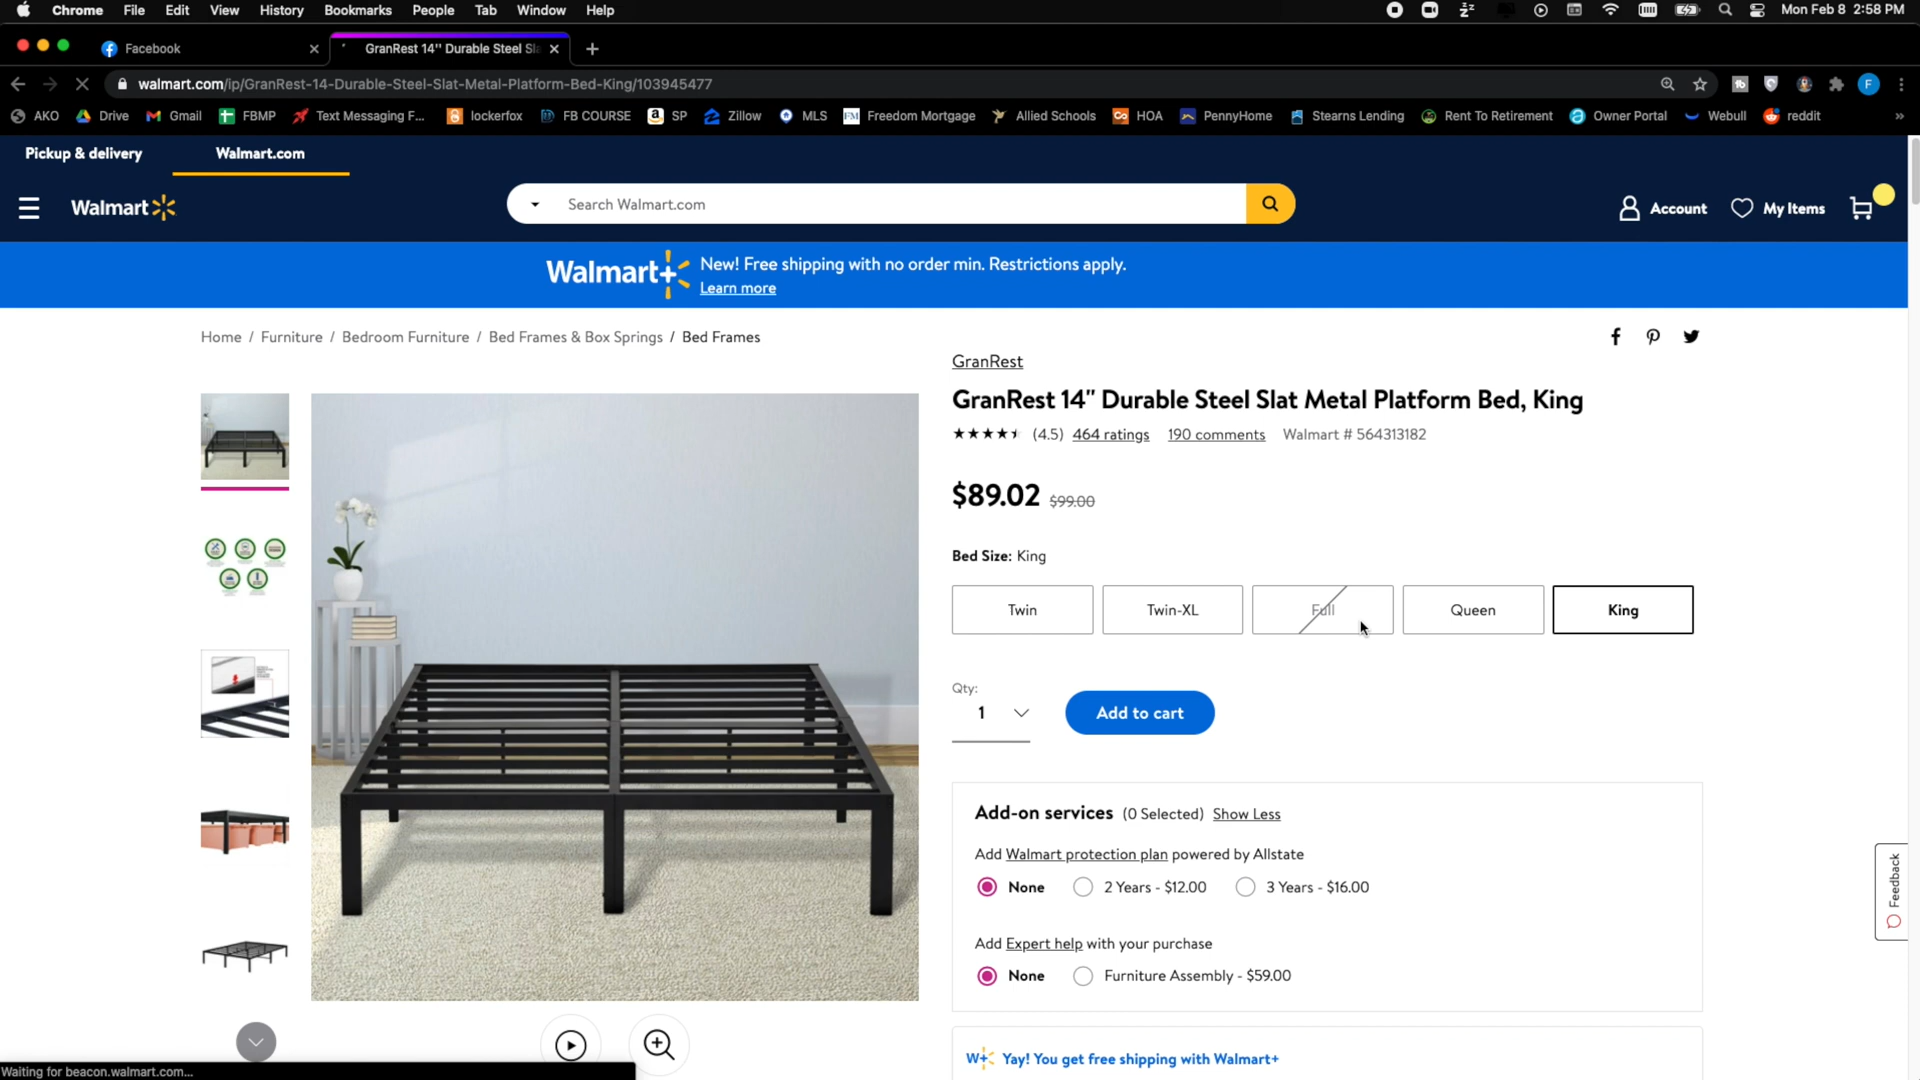 Chrome File Edit View History Bookmarks People Tab Window Help Mon Feb 8 2:58 PM
Facebook GranRest 14'' Durable Steel Sla
walmart.com/ip/GranRest-14-Durable-Steel-Slat-Metal-Platform-Bed-King/103945477
AKO Drive Gmail FBMP Text Messaging F... lockerfox FB COURSE SP Zillow MLS Freedom Mortgage Allied Schools HOA PennyHome Stearns Lending Rent To Retirement Owner Portal Webull reddit
Pickup & delivery Walmart.com
Walmart Search Walmart.com Account My Items
Walmart+ New! Free shipping with no order min. Restrictions apply.
Learn more
Home / Furniture / Bedroom Furniture / Bed Frames & Box Springs / Bed Frames
GranRest
GranRest 14" Durable Steel Slat Metal Platform Bed, King
(4.5) 464 ratings 190 comments Walmart # 564313182
$89.02 $99.00
Bed Size: King
Twin Twin-XL Full Queen King
Qty:
1 Add to cart
Add-on services (0 Selected) Show Less
Add Walmart protection plan powered by Allstate
None 2 Years - $12.00 3 Years - $16.00
Add Expert help with your purchase
None Furniture Assembly - $59.00
W+ Yay! You get free shipping with Walmart+
Feedback
Waiting for beacon.walmart.com...